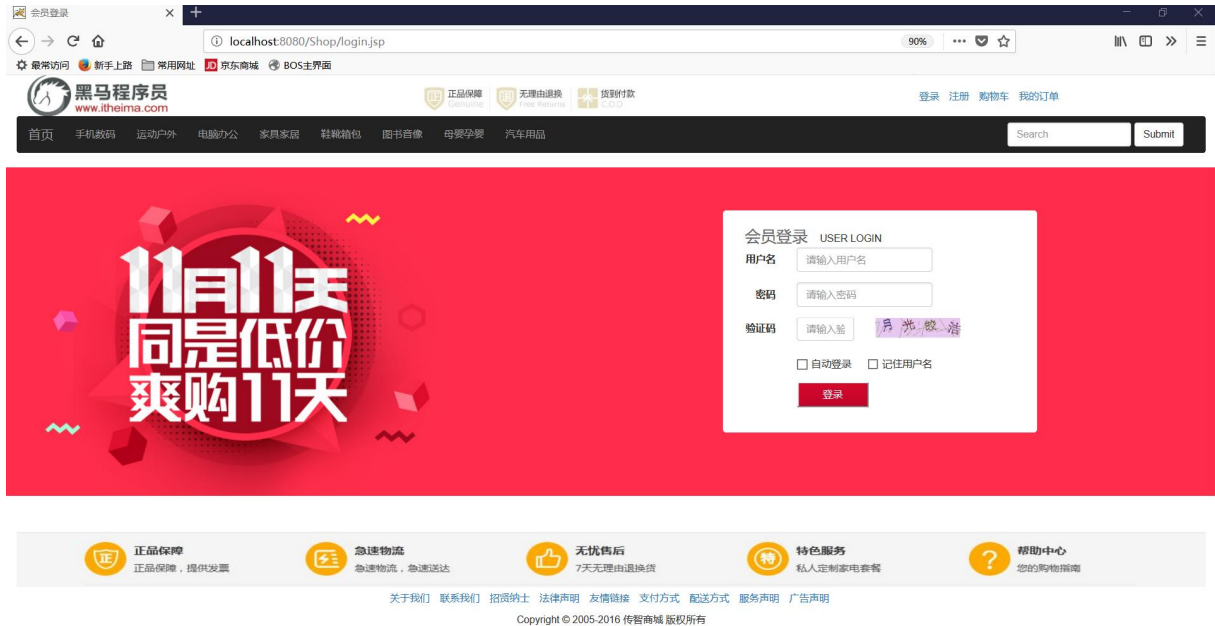 会员登录
localhost:8080/Shop/login.jsp 90%
最常访问 新手上路 常用网址 JD 京东商城 BOS主界面
黑马程序员
www.itheima.com
正 正品保障 Genuine
无理由退换 Free Returns
货到付款 C.O.D
登录 注册 购物车 我的订单
首页 手机数码 运动户外 电脑办公 家具家居 鞋靴箱包 图书音像 母婴孕婴 汽车用品 Search Submit
11月11天
同是低价
爽购11天
会员登录 USER LOGIN
用户名 请输入用户名
密码 请输入密码
验证码 请输入验 月光皎洁
自动登录 记住用户名
登录
正 正品保障
正品保障,提供发票
急速物流
急速物流,急速送达
无忧售后
7天无理由退换货
特 特色服务
私人定制家电套餐
? 帮助中心
您的购物指南
关于我们 联系我们 招贤纳士 法律声明 友情链接 支付方式 配送方式 服务声明 广告声明
Copyright © 2005-2016 传智商城 版权所有